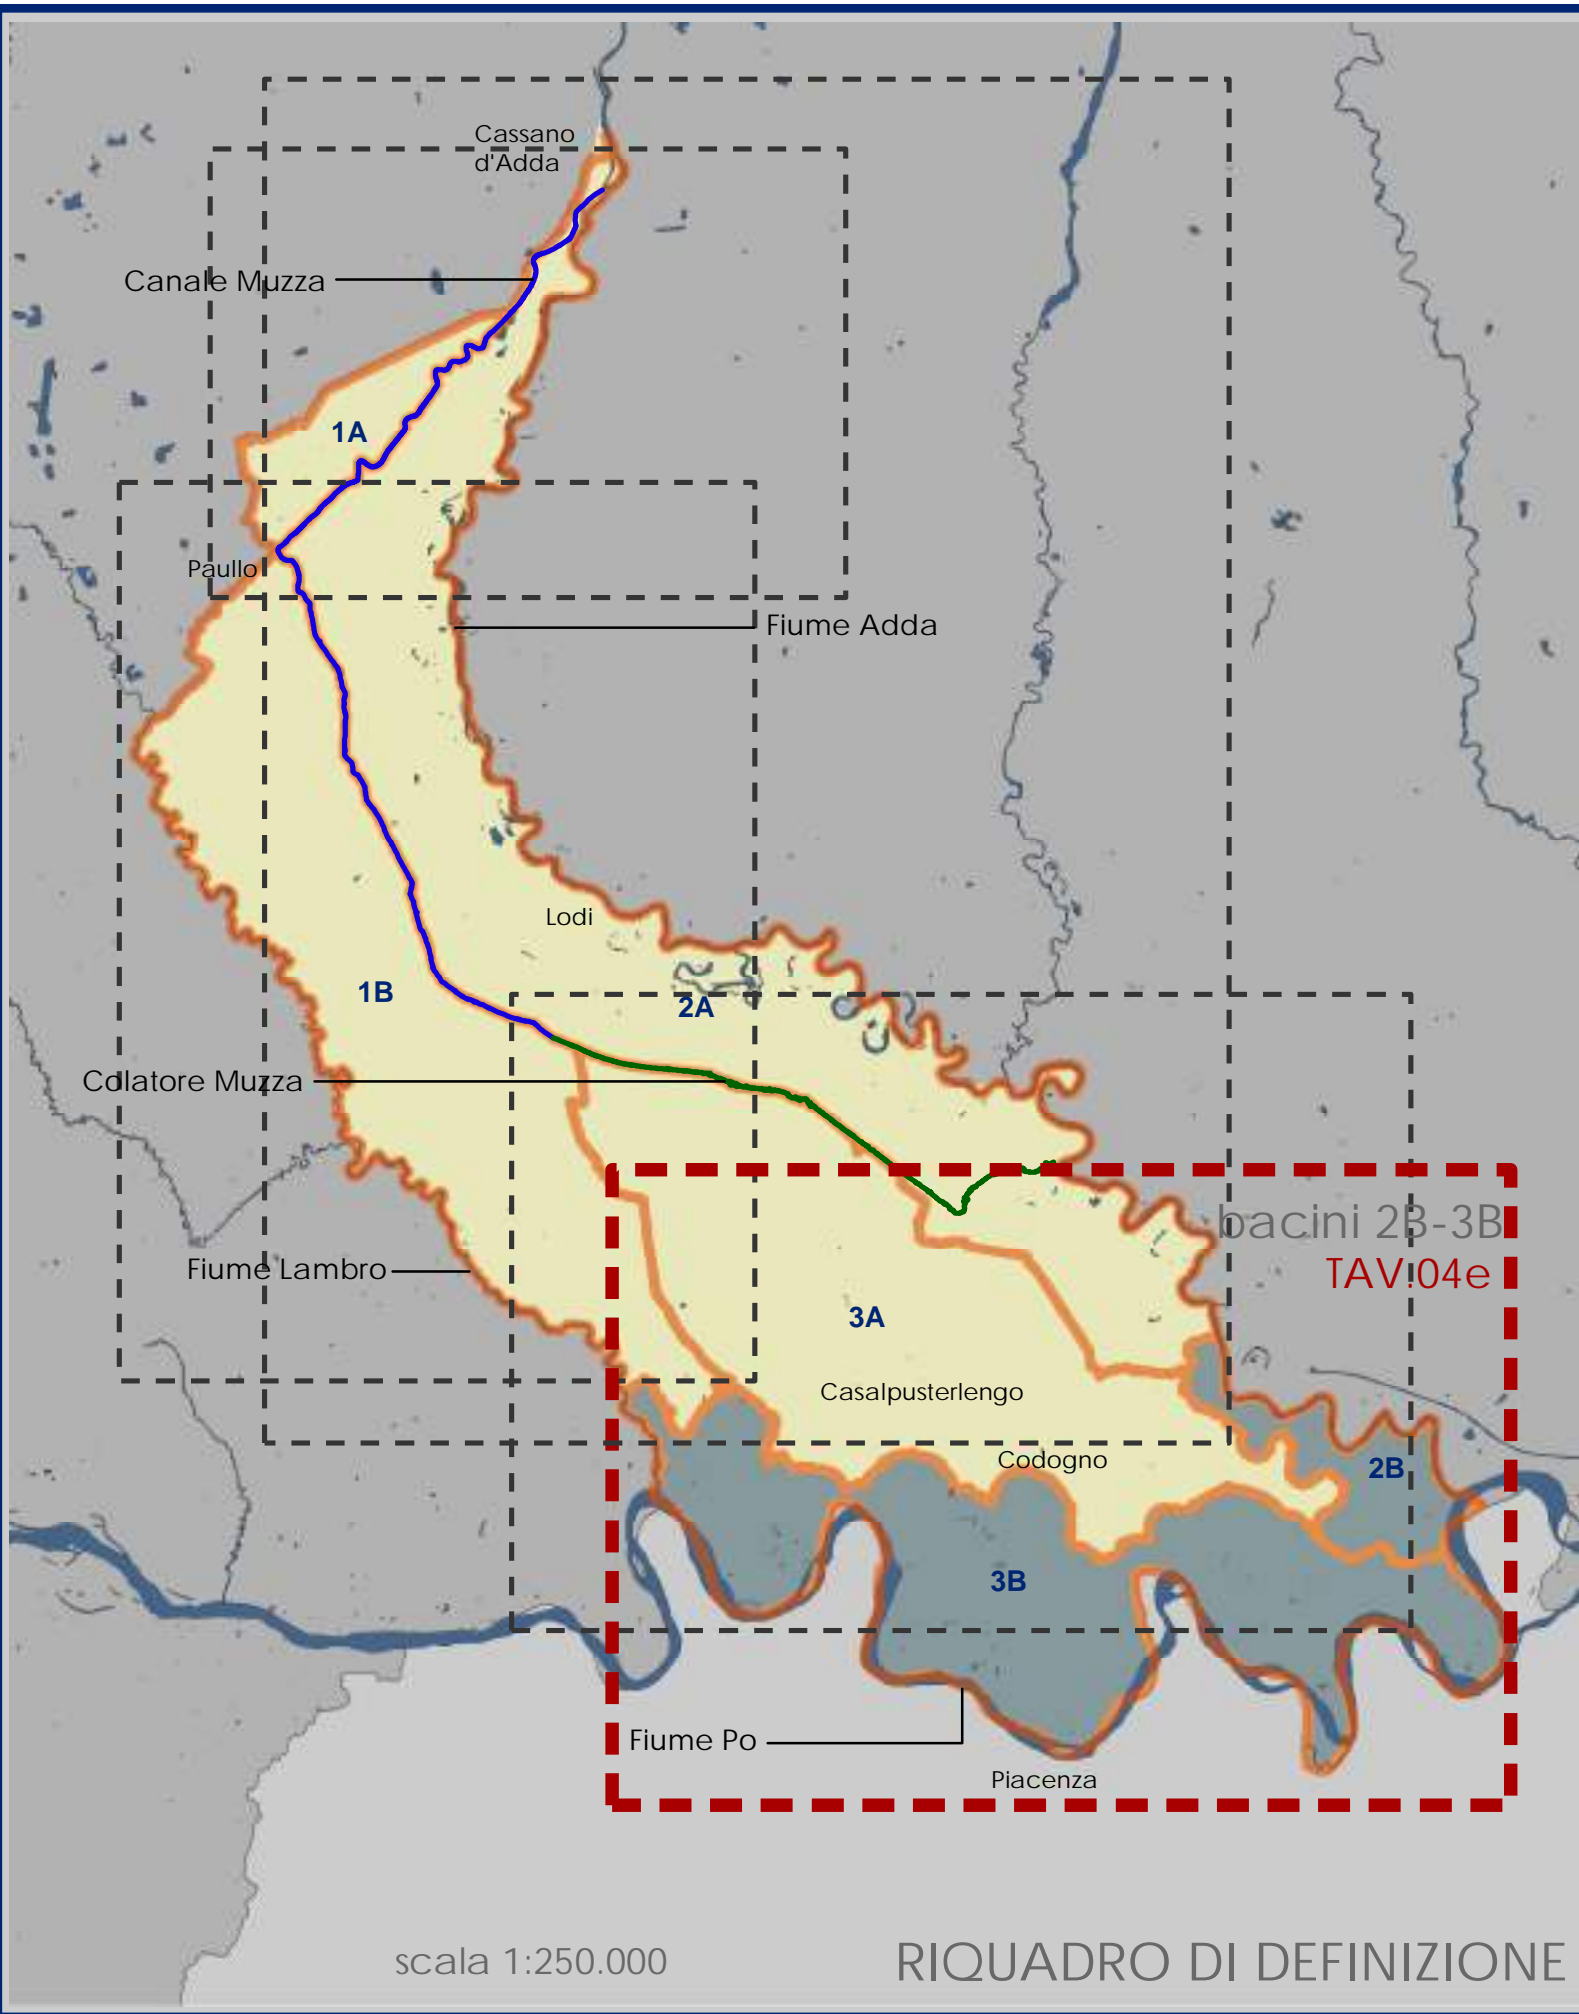 Cassano
d'Adda
Canale Muzza
1A
Paullo
Fiume Adda
Lodi
1B
2A
Colatore Muzza
bacini 2B-3B
TAV.04e
Fiume Lambro
3A
Casalpusterlengo
Codogno
2B
3B
Fiume Po
Piacenza
scala 1:250.000
RIQUADRO DI DEFINIZIONE